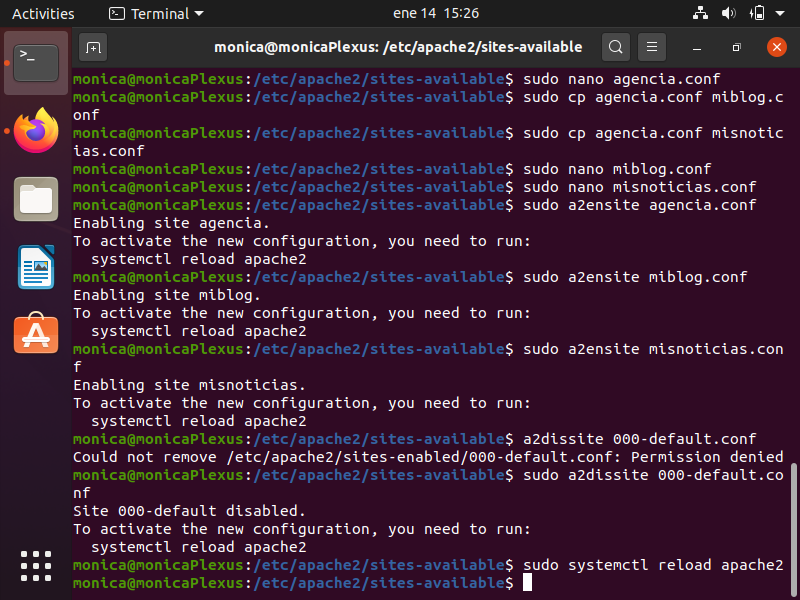 Activities
Terminal
ene 14 15:26
monica@monicaPlexus: /etc/apache2/sites-available
monica@monicaPlexus:/etc/apache2/sites-available$ sudo nano agencia.conf
monica@monicaPlexus:/etc/apache2/sites-available$ sudo cp agencia.conf miblog.c
onf
monica@monicaPlexus:/etc/apache2/sites-available$ sudo cp agencia.conf misnotic
ias.conf
monica@monicaPlexus:/etc/apache2/sites-available$ sudo nano miblog.conf
monica@monicaPlexus:/etc/apache2/sites-available$ sudo nano misnoticias.conf
monica@monicaPlexus:/etc/apache2/sites-available$ sudo a2ensite agencia.conf
Enabling site agencia.
To activate the new configuration, you need to run:
  systemctl reload apache2
monica@monicaPlexus:/etc/apache2/sites-available$ sudo a2ensite miblog.conf
Enabling site miblog.
To activate the new configuration, you need to run:
  systemctl reload apache2
monica@monicaPlexus:/etc/apache2/sites-available$ sudo a2ensite misnoticias.con
f
Enabling site misnoticias.
To activate the new configuration, you need to run:
  systemctl reload apache2
monica@monicaPlexus:/etc/apache2/sites-available$ a2dissite 000-default.conf
Could not remove /etc/apache2/sites-enabled/000-default.conf: Permission denied
monica@monicaPlexus:/etc/apache2/sites-available$ sudo a2dissite 000-default.co
nf
Site 000-default disabled.
To activate the new configuration, you need to run:
  systemctl reload apache2
monica@monicaPlexus:/etc/apache2/sites-available$ sudo systemctl reload apache2
monica@monicaPlexus:/etc/apache2/sites-available$